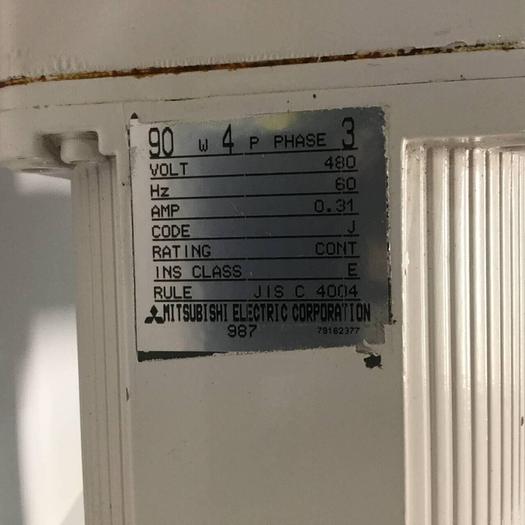 90 W 4 P PHASE 3
VOLT 480
Hz 60
AMP 0.31
CODE J
RATING CONT
INS CLASS E
RULE JIS C 4004
MITSUBISHI ELECTRIC CORPORATION
987 79162377